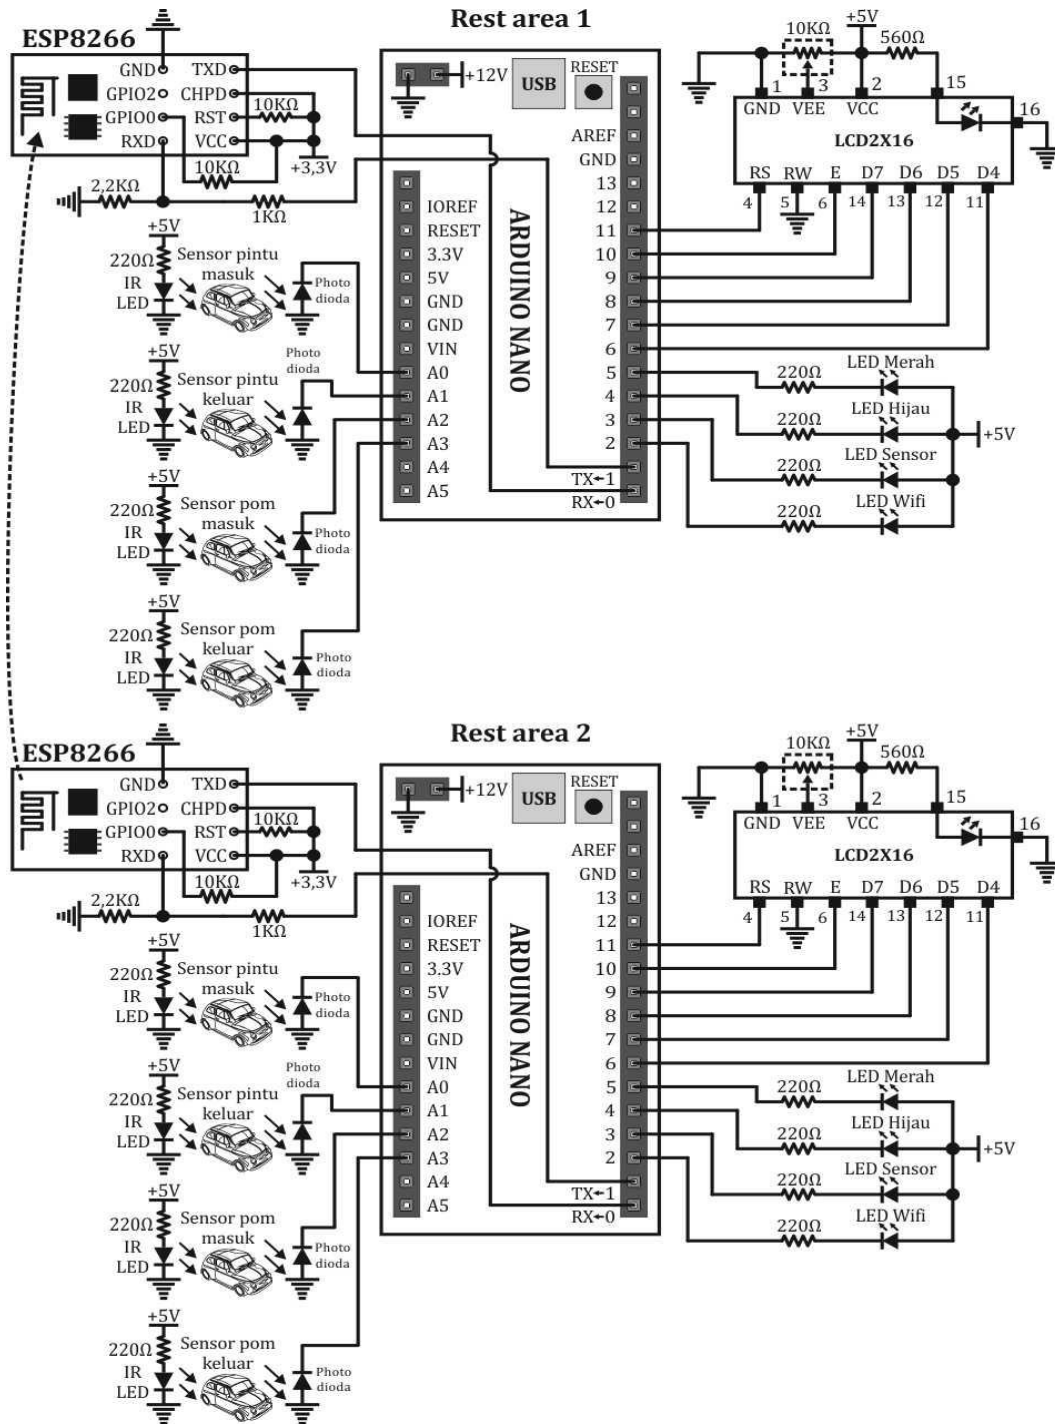 Rest area 1
ESP8266
GND
TXD
GPIO2
CHPD
GPIO0
RST
10KΩ
RXD
VCC
+3,3V
10KΩ
2,2KΩ
1KΩ
+5V
220Ω
IR
LED
Sensor pintu
masuk
Photo
dioda
+5V
220Ω
IR
LED
Sensor pintu
keluar
Photo
dioda
+5V
220Ω
IR
LED
Sensor pom
masuk
Photo
dioda
+5V
220Ω
IR
LED
Sensor pom
keluar
Photo
dioda
+12V
USB
RESET
ARDUINO NANO
IOREF
RESET
3.3V
5V
GND
GND
VIN
A0
A1
A2
A3
A4
A5
AREF
GND
13
12
11
10
9
8
7
6
5
4
3
2
TX←1
RX←0
10KΩ
+5V
560Ω
1
3
2
15
16
GND
VEE
VCC
LCD2X16
RS
RW
E
D7
D6
D5
D4
4
5
6
14
13
12
11
220Ω
LED Merah
220Ω
LED Hijau
+5V
220Ω
LED Sensor
220Ω
LED Wifi
Rest area 2
ESP8266
GND
TXD
GPIO2
CHPD
GPIO0
RST
10KΩ
RXD
VCC
+3,3V
10KΩ
2,2KΩ
1KΩ
+5V
220Ω
IR
LED
Sensor pintu
masuk
Photo
dioda
+5V
220Ω
IR
LED
Sensor pintu
keluar
Photo
dioda
+5V
220Ω
IR
LED
Sensor pom
masuk
Photo
dioda
+5V
220Ω
IR
LED
Sensor pom
keluar
Photo
dioda
+12V
USB
RESET
ARDUINO NANO
IOREF
RESET
3.3V
5V
GND
GND
VIN
A0
A1
A2
A3
A4
A5
AREF
GND
13
12
11
10
9
8
7
6
5
4
3
2
TX←1
RX←0
10KΩ
+5V
560Ω
1
3
2
15
16
GND
VEE
VCC
LCD2X16
RS
RW
E
D7
D6
D5
D4
4
5
6
14
13
12
11
220Ω
LED Merah
220Ω
LED Hijau
+5V
220Ω
LED Sensor
220Ω
LED Wifi